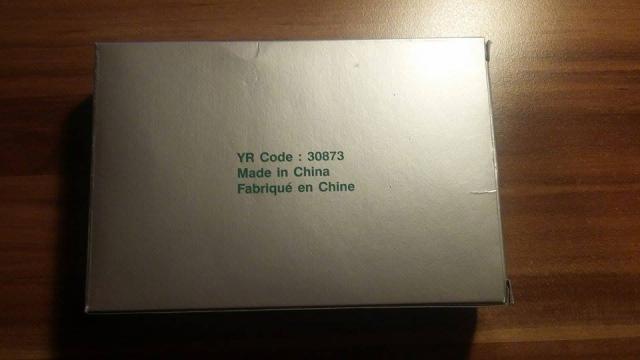 YR Code : 30873
Made in China
Fabriqué en Chine